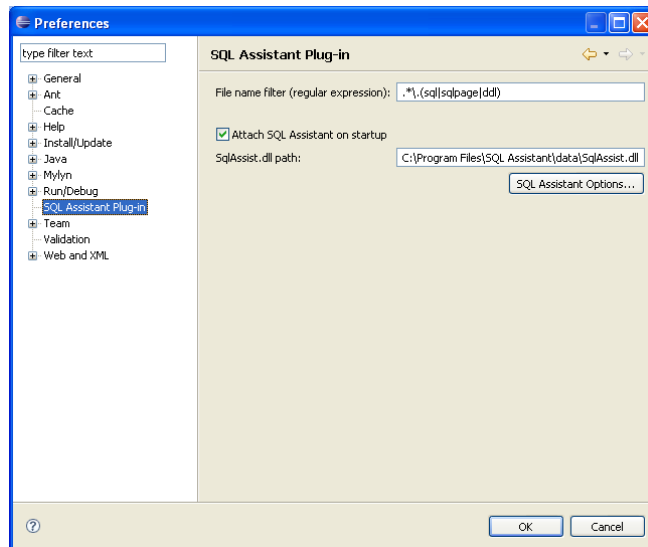 Preferences
type filter text
General
Ant
Cache
Help
Install/Update
Java
Mylyn
Run/Debug
SQL Assistant Plug-in
Team
Validation
Web and XML
SQL Assistant Plug-in
File name filter (regular expression): .*\.(sql|sqlpage|ddl)
Attach SQL Assistant on startup
SqlAssist.dll path: C:\Program Files\SQL Assistant\data\SqlAssist.dll
SQL Assistant Options...
?
OK Cancel